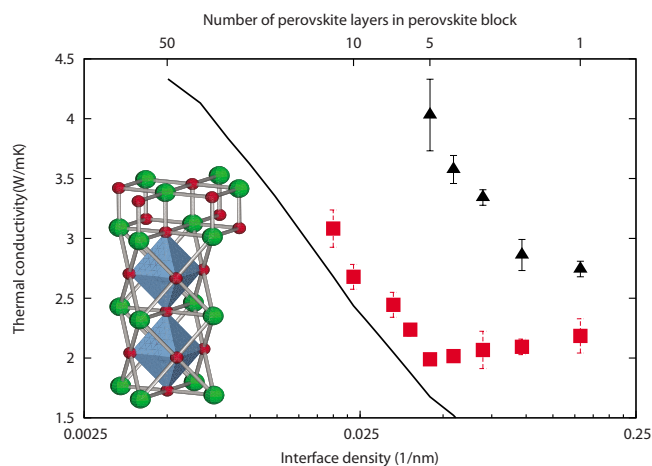 Number of perovskite layers in perovskite block
50 10 5 1
4.5
4
3.5
3
2.5
2
1.5
Thermal conductivity(W/mK)
0.0025 0.025 0.25
Interface density (1/nm)